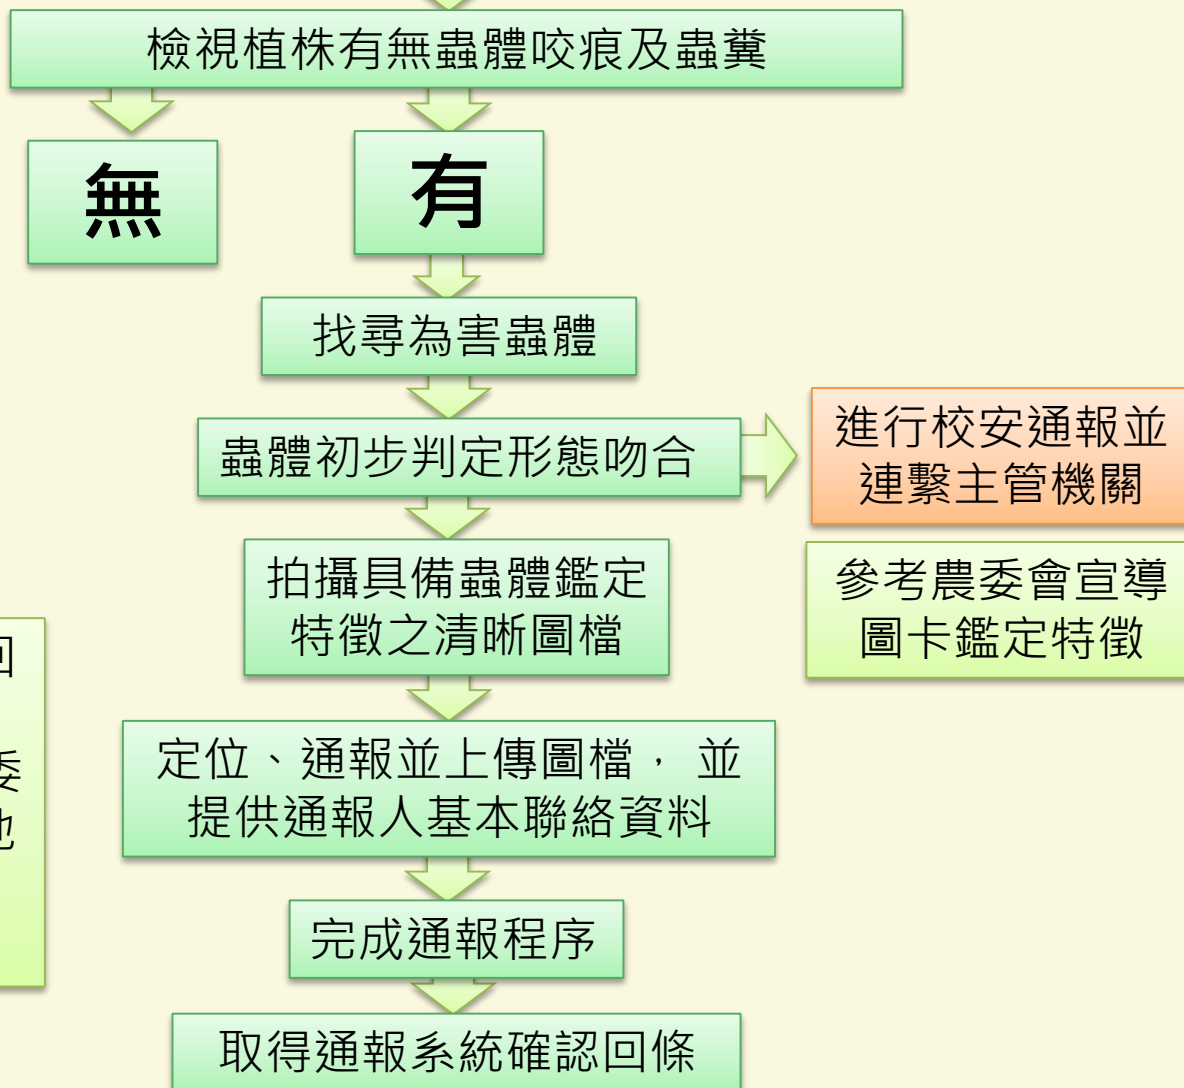 檢視植株有無蟲體咬痕及蟲糞
無
有
找尋為害蟲體
蟲體初步判定形態吻合
進行校安通報並
連繫主管機關
拍攝具備蟲體鑑定
特徵之清晰圖檔
參考農委會宣導
圖卡鑑定特徵
回
委
定位、通報並上傳圖檔， 並
提供通報人基本聯絡資料
完成通報程序
取得通報系統確認回條